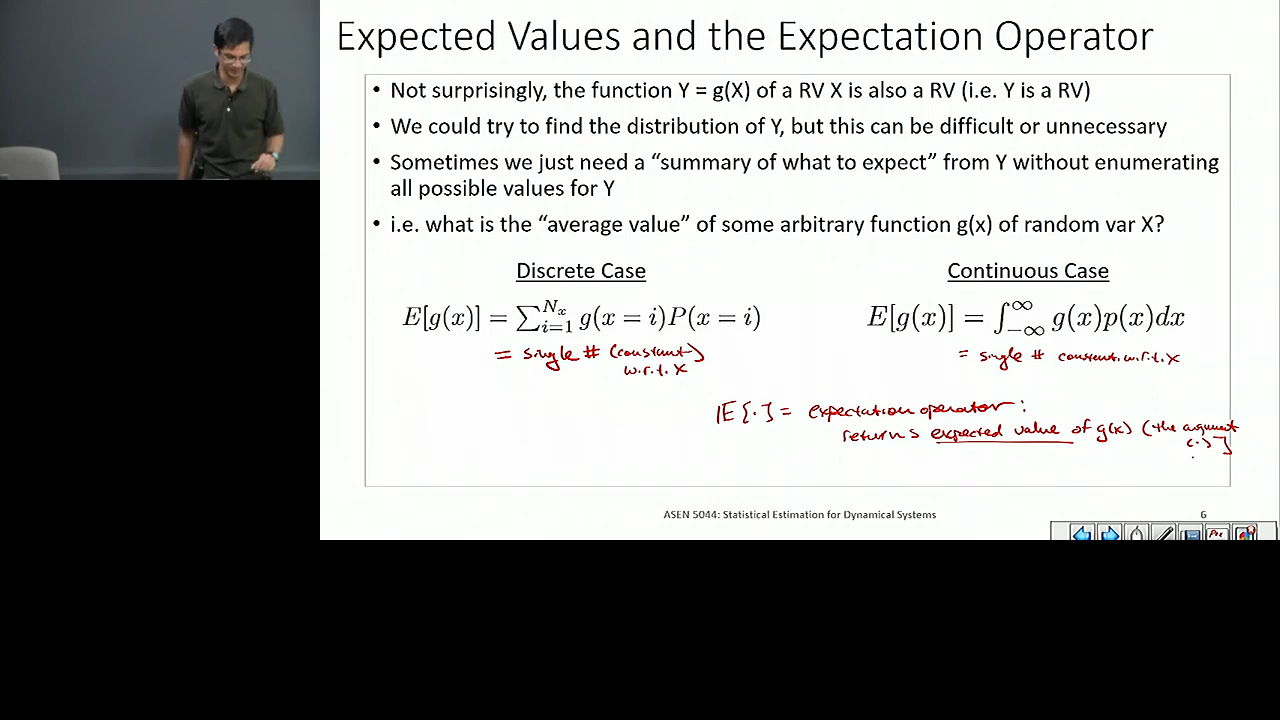 Expected Values and the Expectation Operator
• Not surprisingly, the function Y = g(X) of a RV X is also a RV (i.e. Y is a RV)
• We could try to find the distribution of Y, but this can be difficult or unnecessary
• Sometimes we just need a “summary of what to expect” from Y without enumerating
all possible values for Y
• i.e. what is the “average value” of some arbitrary function g(x) of random var X?
Discrete Case
E[g(x)] = ∑_{i=1}^{N_x} g(x = i)P(x = i)
= single # (constant)
w.r.t. X
Continuous Case
E[g(x)] = ∫_{-∞}^{∞} g(x)p(x)dx
= single # constant w.r.t. X
E[·] = expectation operator:
returns expected value of g(x) (the argument
(·)]
ASEN 5044: Statistical Estimation for Dynamical Systems
6